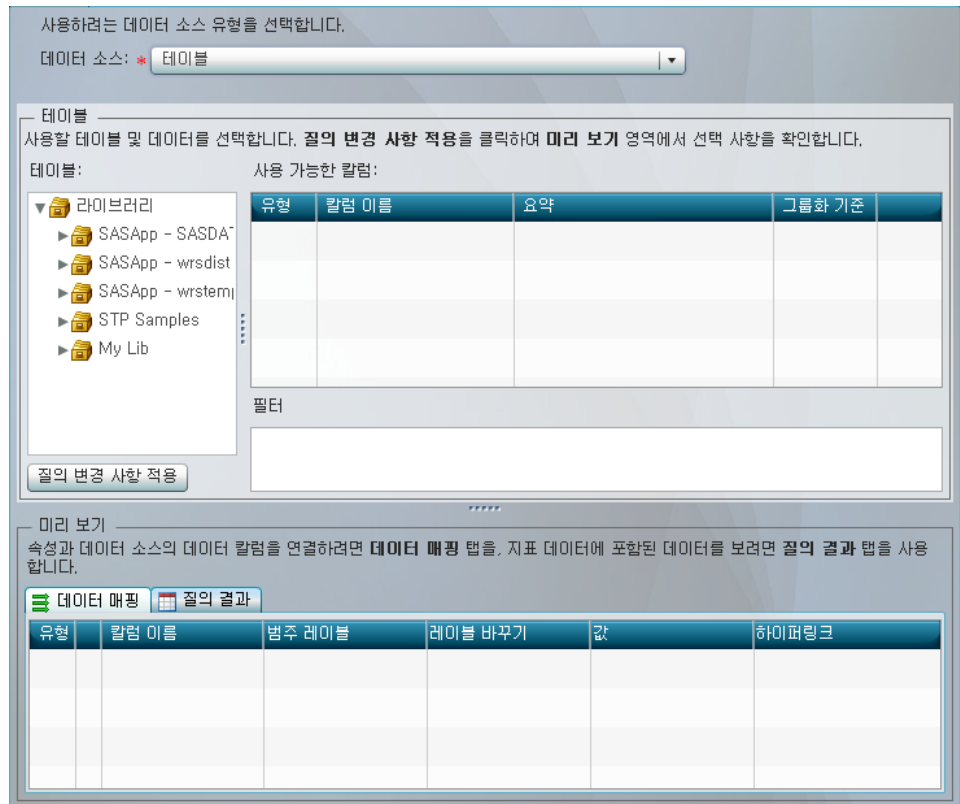 사용하려는 데이터 소스 유형을 선택합니다.
데이터 소스: * 테이블
테이블
사용할 테이블 및 데이터를 선택합니다. 질의 변경 사항 적용을 클릭하여 미리 보기 영역에서 선택 사항을 확인합니다.
테이블:
사용 가능한 칼럼:
라이브러리
SASApp - SASDAT
SASApp - wrsdist
SASApp - wrstemp
STP Samples
My Lib
유형 칼럼 이름 요약 그룹화 기준
필터
질의 변경 사항 적용
미리 보기
속성과 데이터 소스의 데이터 칼럼을 연결하려면 데이터 매핑 탭을, 지표 데이터에 포함된 데이터를 보려면 질의 결과 탭을 사용
합니다.
데이터 매핑 질의 결과
유형 칼럼 이름 범주 레이블 레이블 바꾸기 값 하이퍼링크